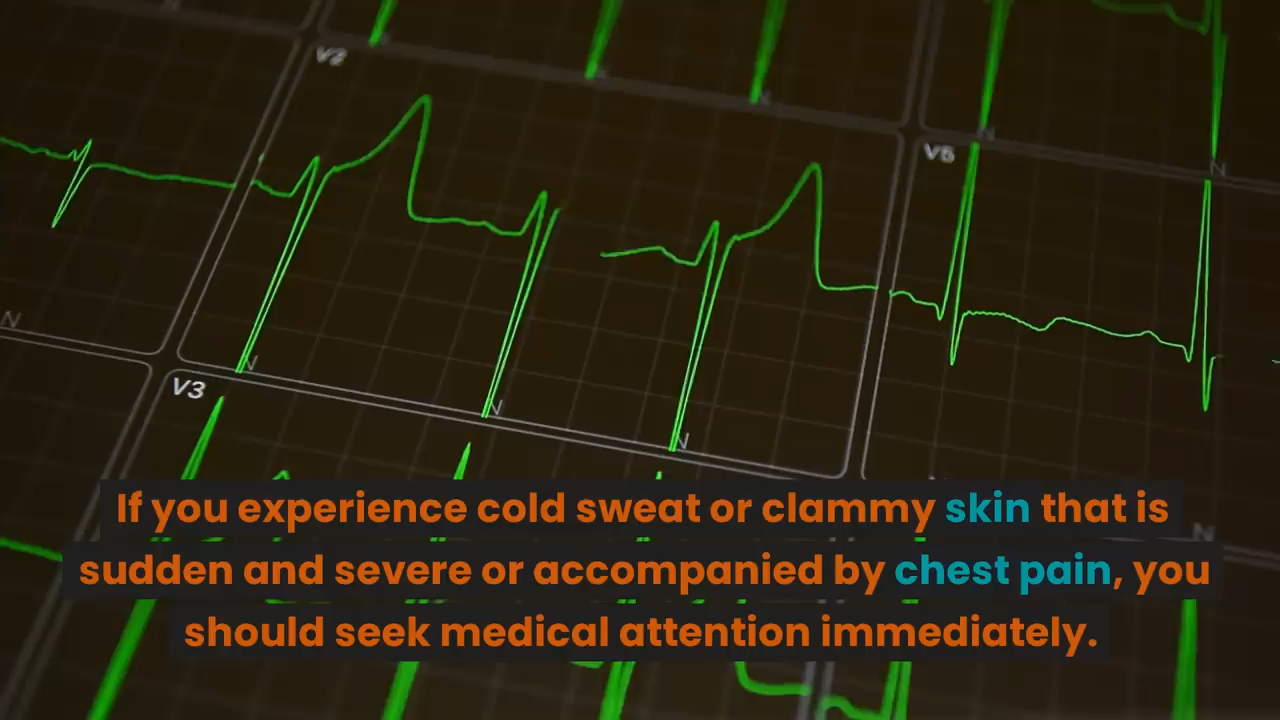 V2
V6
N
N
N
N
N
N
N
N
V3
N
If you experience cold sweat or clammy skin that is
sudden and severe or accompanied by chest pain, you
should seek medical attention immediately.